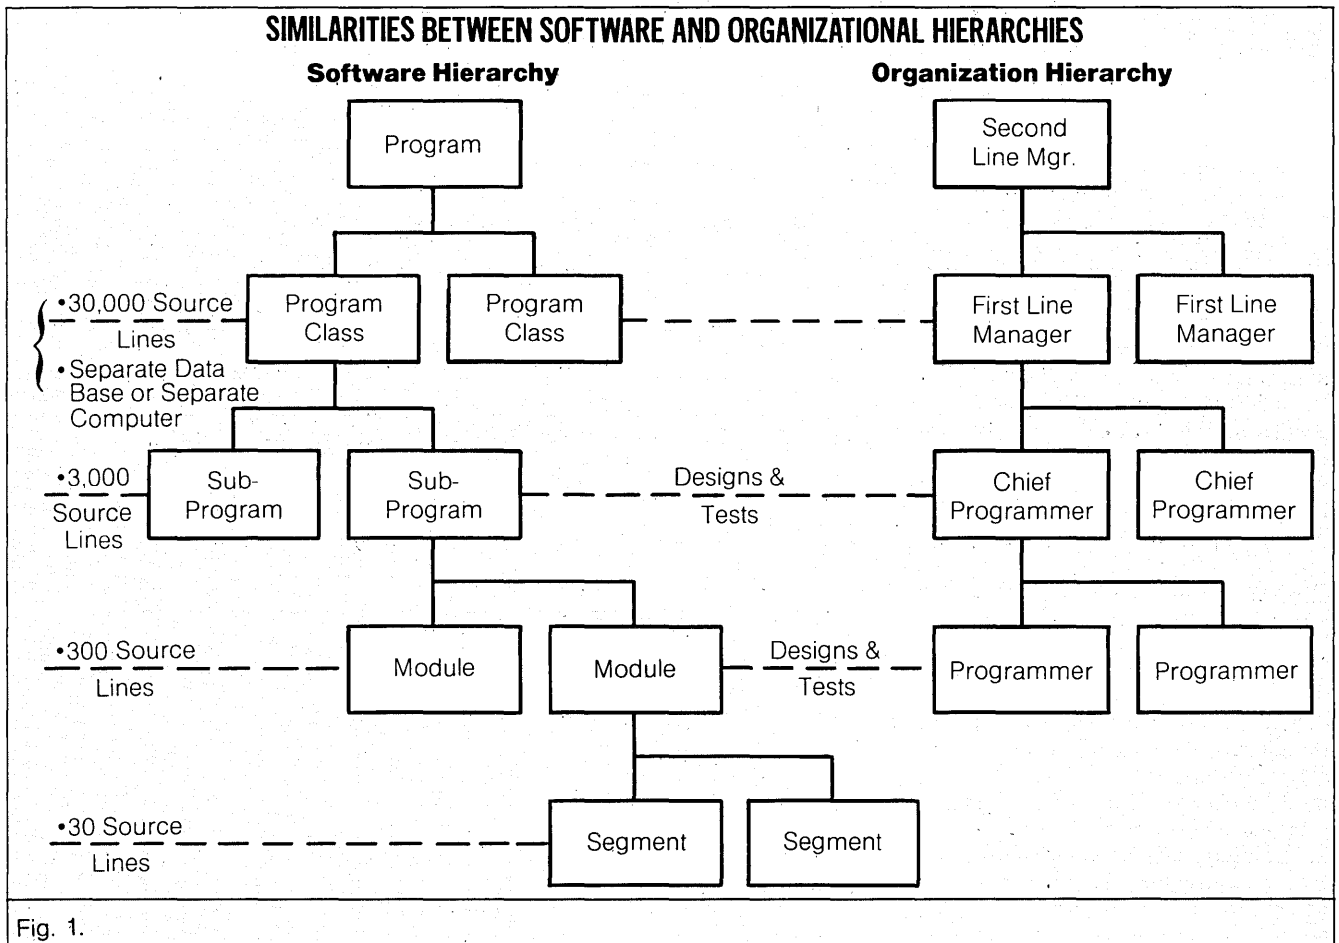 SIMILARITIES BETWEEN SOFTWARE AND ORGANIZATIONAL HIERARCHIES
Software Hierarchy
Organization Hierarchy
Program
Second
Line Mgr.
•30,000 Source
Lines
•Separate Data
Base or Separate
Computer
Program
Class
Program
Class
First Line
Manager
First Line
Manager
•3,000
Source
Lines
Sub-
Program
Sub-
Program
Designs &
Tests
Chief
Programmer
Chief
Programmer
•300 Source
Lines
Module
Module
Designs &
Tests
Programmer
Programmer
•30 Source
Lines
Segment
Segment
Fig. 1.